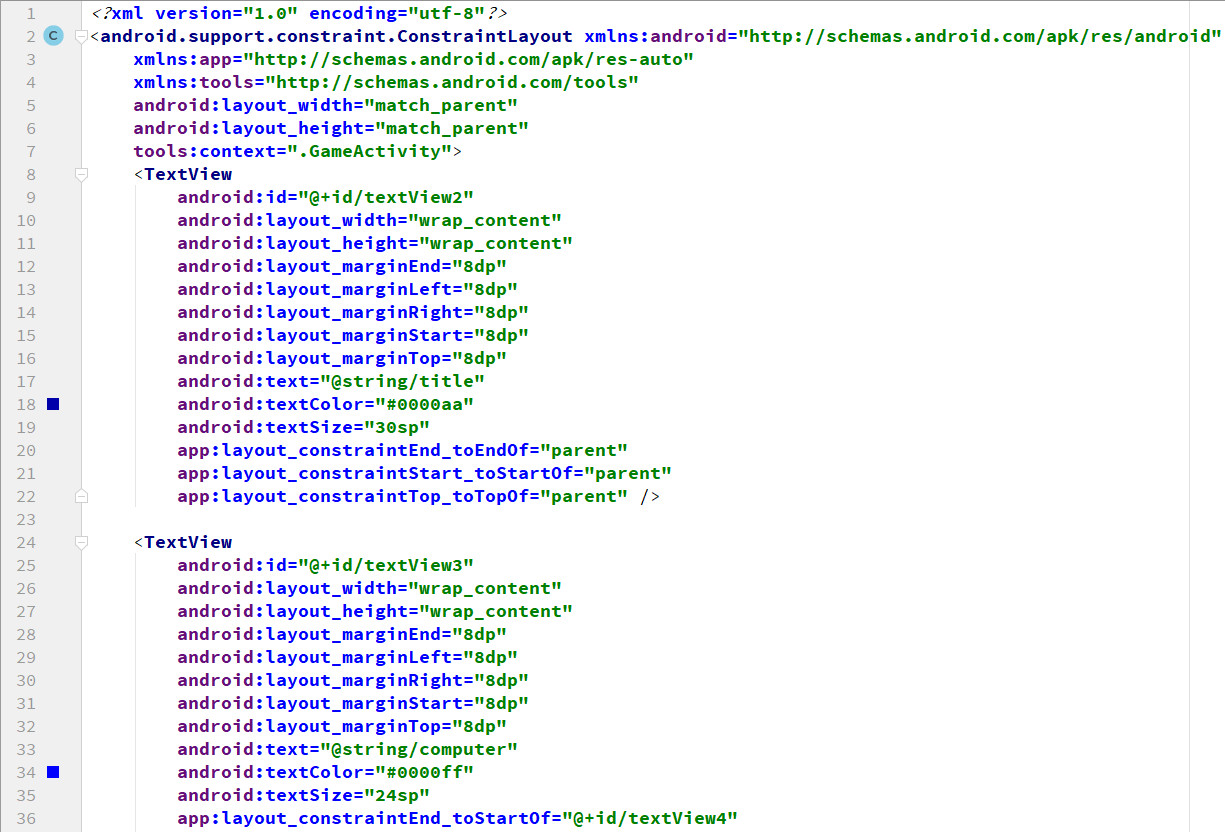 1 <?xml version="1.0" encoding="utf-8"?>
2 C <android.support.constraint.ConstraintLayout xmlns:android="http://schemas.android.com/apk/res/android"
3 xmlns:app="http://schemas.android.com/apk/res-auto"
4 xmlns:tools="http://schemas.android.com/tools"
5 android:layout_width="match_parent"
6 android:layout_height="match_parent"
7 tools:context=".GameActivity">
8 <TextView
9 android:id="@+id/textView2"
10 android:layout_width="wrap_content"
11 android:layout_height="wrap_content"
12 android:layout_marginEnd="8dp"
13 android:layout_marginLeft="8dp"
14 android:layout_marginRight="8dp"
15 android:layout_marginStart="8dp"
16 android:layout_marginTop="8dp"
17 android:text="@string/title"
18 android:textColor="#0000aa"
19 android:textSize="30sp"
20 app:layout_constraintEnd_toEndOf="parent"
21 app:layout_constraintStart_toStartOf="parent"
22 app:layout_constraintTop_toTopOf="parent" />
23
24 <TextView
25 android:id="@+id/textView3"
26 android:layout_width="wrap_content"
27 android:layout_height="wrap_content"
28 android:layout_marginEnd="8dp"
29 android:layout_marginLeft="8dp"
30 android:layout_marginRight="8dp"
31 android:layout_marginStart="8dp"
32 android:layout_marginTop="8dp"
33 android:text="@string/computer"
34 android:textColor="#0000ff"
35 android:textSize="24sp"
36 app:layout_constraintEnd_toStartOf="@+id/textView4"